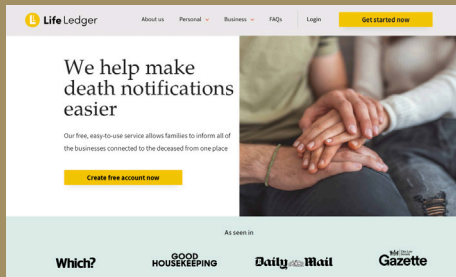 Life Ledger
About us Personal Business FAQs Login Get started now
We help make
death notifications
easier
Our free, easy-to-use service allows families to inform all of
the businesses connected to the deceased from one place
Create free account now
As seen in
Which?
GOOD
HOUSEKEEPING
Daily Mail
Gazette